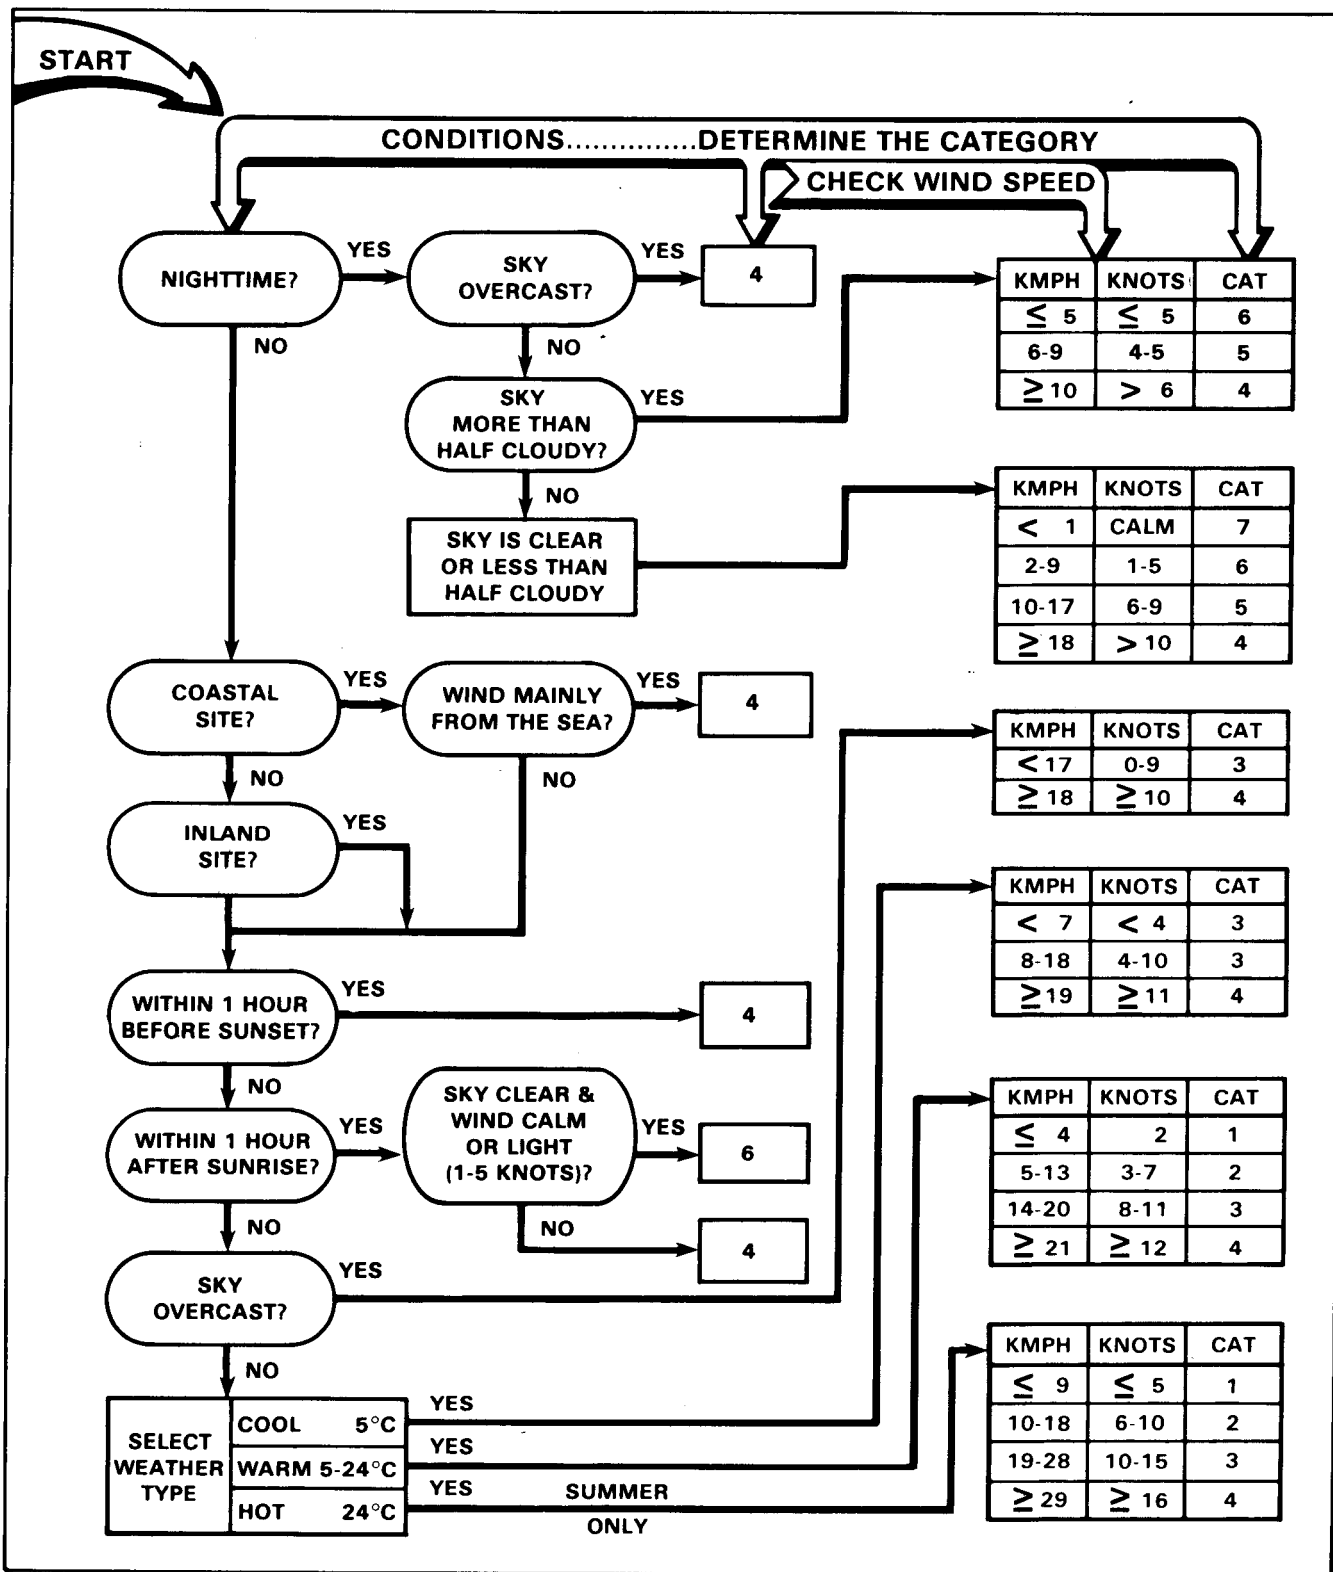 START
CONDITIONS..............DETERMINE THE CATEGORY
CHECK WIND SPEED
NIGHTTIME?
YES
SKY
OVERCAST?
YES
4
NO
NO
SKY
MORE THAN
HALF CLOUDY?
YES
NO
SKY IS CLEAR
OR LESS THAN
HALF CLOUDY
KMPH KNOTS CAT
≤ 5 ≤ 5 6
6-9 4-5 5
≥ 10 > 6 4
KMPH KNOTS CAT
< 1 CALM 7
2-9 1-5 6
10-17 6-9 5
≥ 18 > 10 4
COASTAL
SITE?
YES
WIND MAINLY
FROM THE SEA?
YES
4
NO
NO
INLAND
SITE?
YES
KMPH KNOTS CAT
< 17 0-9 3
≥ 18 ≥ 10 4
KMPH KNOTS CAT
< 7 < 4 3
8-18 4-10 3
≥ 19 ≥ 11 4
WITHIN 1 HOUR
BEFORE SUNSET?
YES
4
NO
WITHIN 1 HOUR
AFTER SUNRISE?
YES
SKY CLEAR &
WIND CALM
OR LIGHT
(1-5 KNOTS)?
YES
6
NO
4
NO
KMPH KNOTS CAT
≤ 4 2 1
5-13 3-7 2
14-20 8-11 3
≥ 21 ≥ 12 4
SKY
OVERCAST?
YES
NO
SELECT
WEATHER
TYPE
COOL 5°C
YES
WARM 5-24°C
YES
HOT 24°C
YES
SUMMER
ONLY
KMPH KNOTS CAT
≤ 9 ≤ 5 1
10-18 6-10 2
19-28 10-15 3
≥ 29 ≥ 16 4